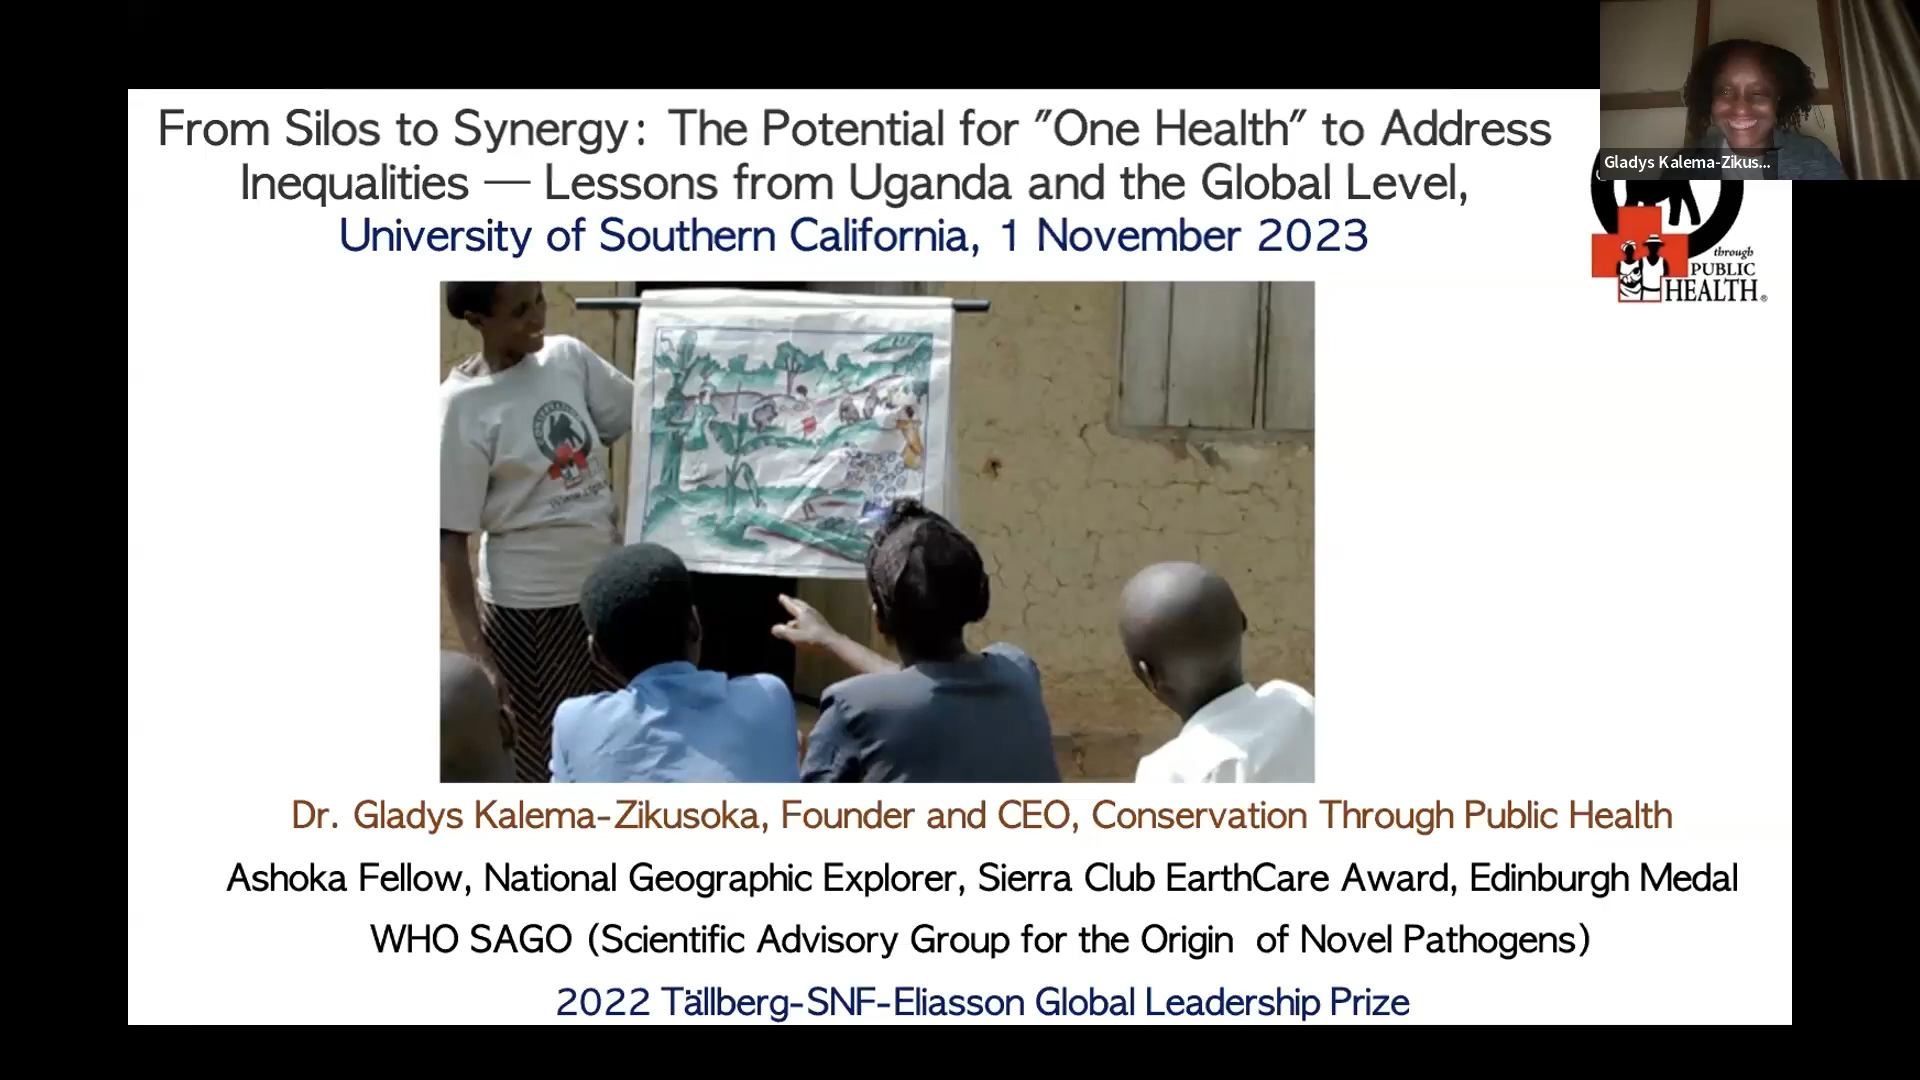 From Silos to Synergy: The Potential for "One Health" to Address
Inequalities — Lessons from Uganda and the Global Level,
University of Southern California, 1 November 2023
Gladys Kalema-Zikus...
through
PUBLIC
HEALTH®
Dr. Gladys Kalema-Zikusoka, Founder and CEO, Conservation Through Public Health
Ashoka Fellow, National Geographic Explorer, Sierra Club EarthCare Award, Edinburgh Medal
WHO SAGO (Scientific Advisory Group for the Origin of Novel Pathogens)
2022 Tällberg-SNF-Eliasson Global Leadership Prize